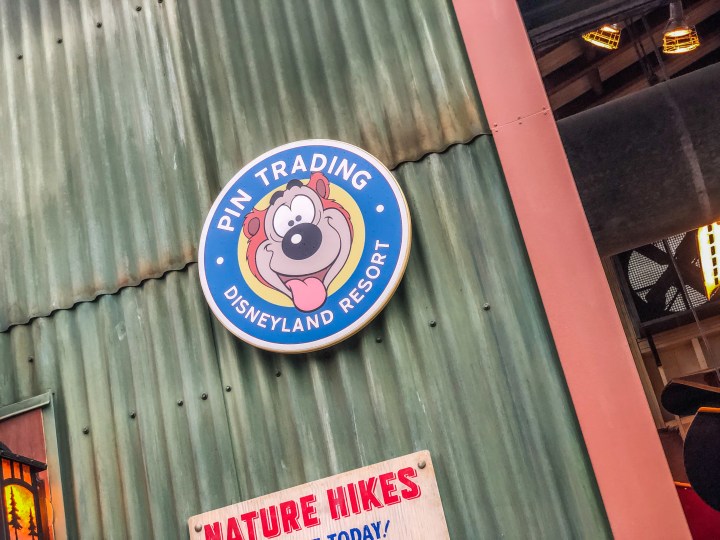 PIN TRADING
DISNEYLAND RESORT
NATURE HIKES
TODAY!